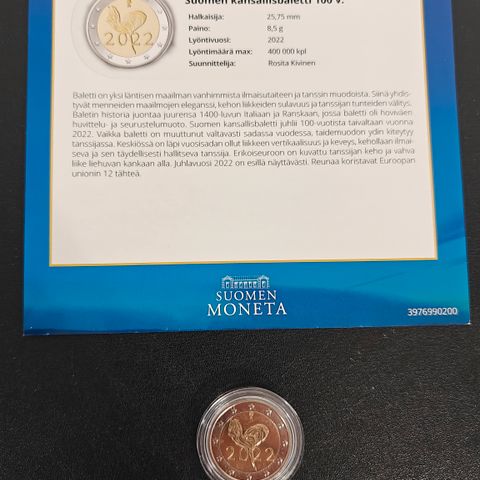 2022
Suomen kansallisbaletti 100 v.
Halkaisija: 25,75 mm
Paino: 8,5 g
Lyöntivuosi: 2022
Lyöntimäärä max: 400 000 kpl
Suunnittelija: Rosita Kivinen
Baletti on yksi läntisen maailman vanhimmista ilmaisutaiteen ja tanssin muodoista. Siinä yhdis-
tyvät menneiden maailmojen eleganssi, kehon liikkeiden sulavuus ja tanssijan tunteiden välitys.
Baletin historia juontaa juurensa 1400-luvun Italiaan ja Ranskaan, jossa baletti oli hoviväen
huvittelu- ja seurustelumuoto. Suomen kansallisbaletti juhlii 100-vuotista taivaltaan vuonna
2022. Vaikka baletti on muuttunut valtavasti sadassa vuodessa, taidemuodon ydin kiteytyy
tanssijassa. Keskiössä on läpi vuosisadan ollut liikkeen vertikaalisuus ja keveys, kehollaan ilmai-
seva ja sen täydellisesti hallitseva tanssija. Erikoiseuroon on kuvattu tanssijan keho ja vahva
liike liehuvan kankaan alla. Juhlavuosi 2022 on esillä näyttävästi. Reunaa koristavat Euroopan
unionin 12 tähteä.
SUOMEN
MONETA
3976990200
2022